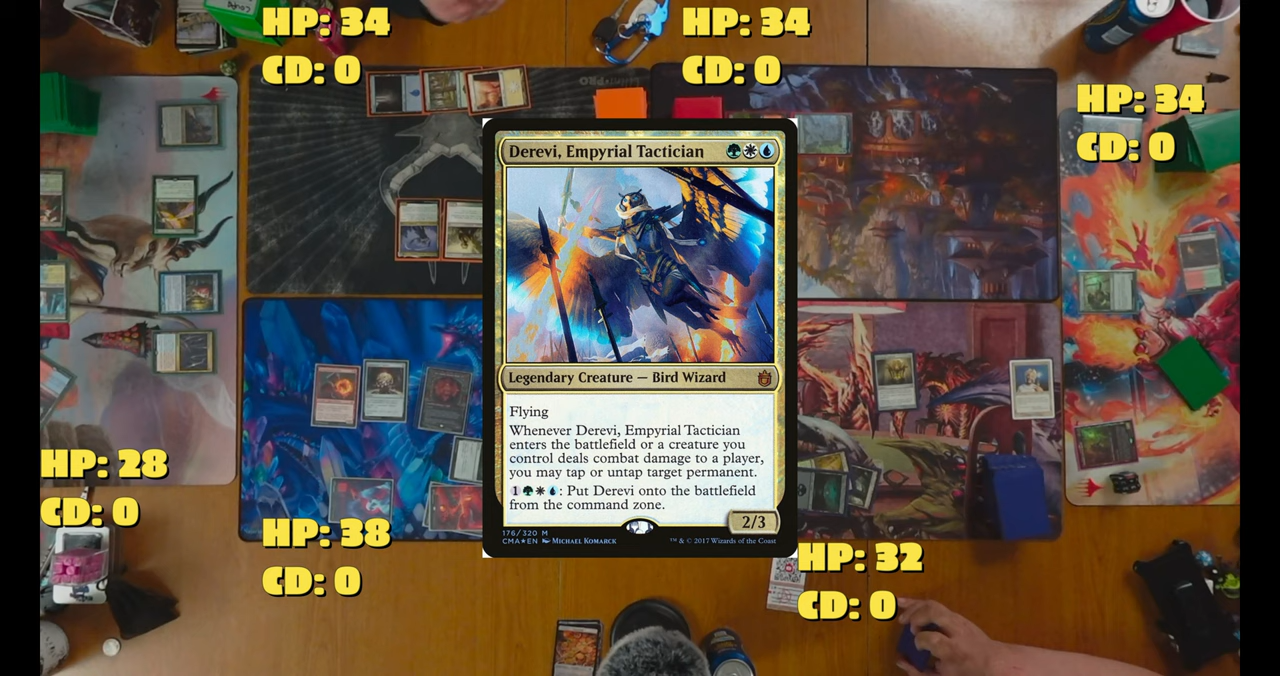 HP: 34
CD: 0
HP: 34
CD: 0
HP: 34
CD: 0
Derevi, Empyrial Tactician
Legendary Creature — Bird Wizard
Flying
Whenever Derevi, Empyrial Tactician
enters the battlefield or a creature you
control deals combat damage to a player,
you may tap or untap target permanent.
1: Put Derevi onto the battlefield
from the command zone.
2/3
176/320 M
CMA★EN Michael Komarck
™ & © 2017 Wizards of the Coast
HP: 28
CD: 0
HP: 38
CD: 0
HP: 32
CD: 0